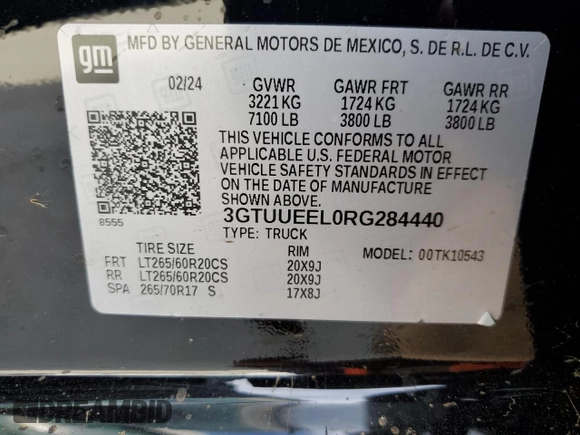 gm
MFD BY GENERAL MOTORS DE MEXICO, S. DE R.L. DE C.V.
02/24 GVWR GAWR FRT GAWR RR
3221 KG 1724 KG 1724 KG
7100 LB 3800 LB 3800 LB
THIS VEHICLE CONFORMS TO ALL
APPLICABLE U.S. FEDERAL MOTOR
VEHICLE SAFETY STANDARDS IN EFFECT
ON THE DATE OF MANUFACTURE
SHOWN ABOVE.
8555 3GTUUEEL0RG284440
TYPE: TRUCK
TIRE SIZE RIM MODEL: 00TK10543
FRT LT265/60R20CS 20X9J
RR LT265/60R20CS 20X9J
SPA 265/70R17 S 17X8J
DREAMBID